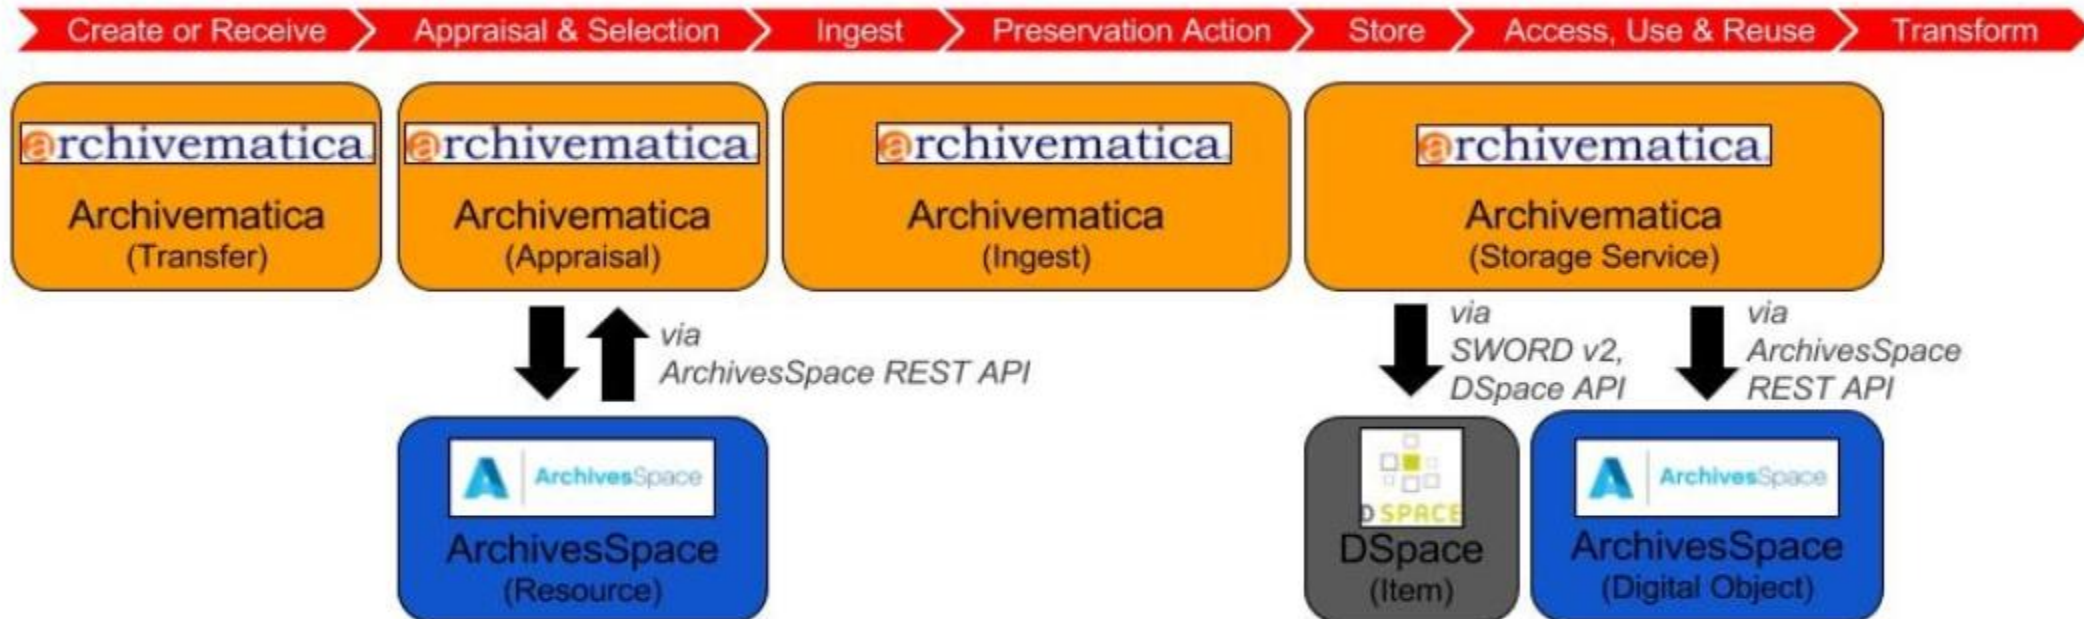 Create or Receive
Appraisal & Selection
Ingest
Preservation Action
Store
Access, Use & Reuse
Transform
archivematica
Archivematica
(Transfer)
archivematica
Archivematica
(Appraisal)
archivematica
Archivematica
(Ingest)
archivematica
Archivematica
(Storage Service)
via
ArchivesSpace REST API
via
SWORD v2,
DSpace API
via
ArchivesSpace
REST API
A ArchivesSpace
ArchivesSpace
(Resource)
D SPACE
DSpace
(Item)
A ArchivesSpace
ArchivesSpace
(Digital Object)